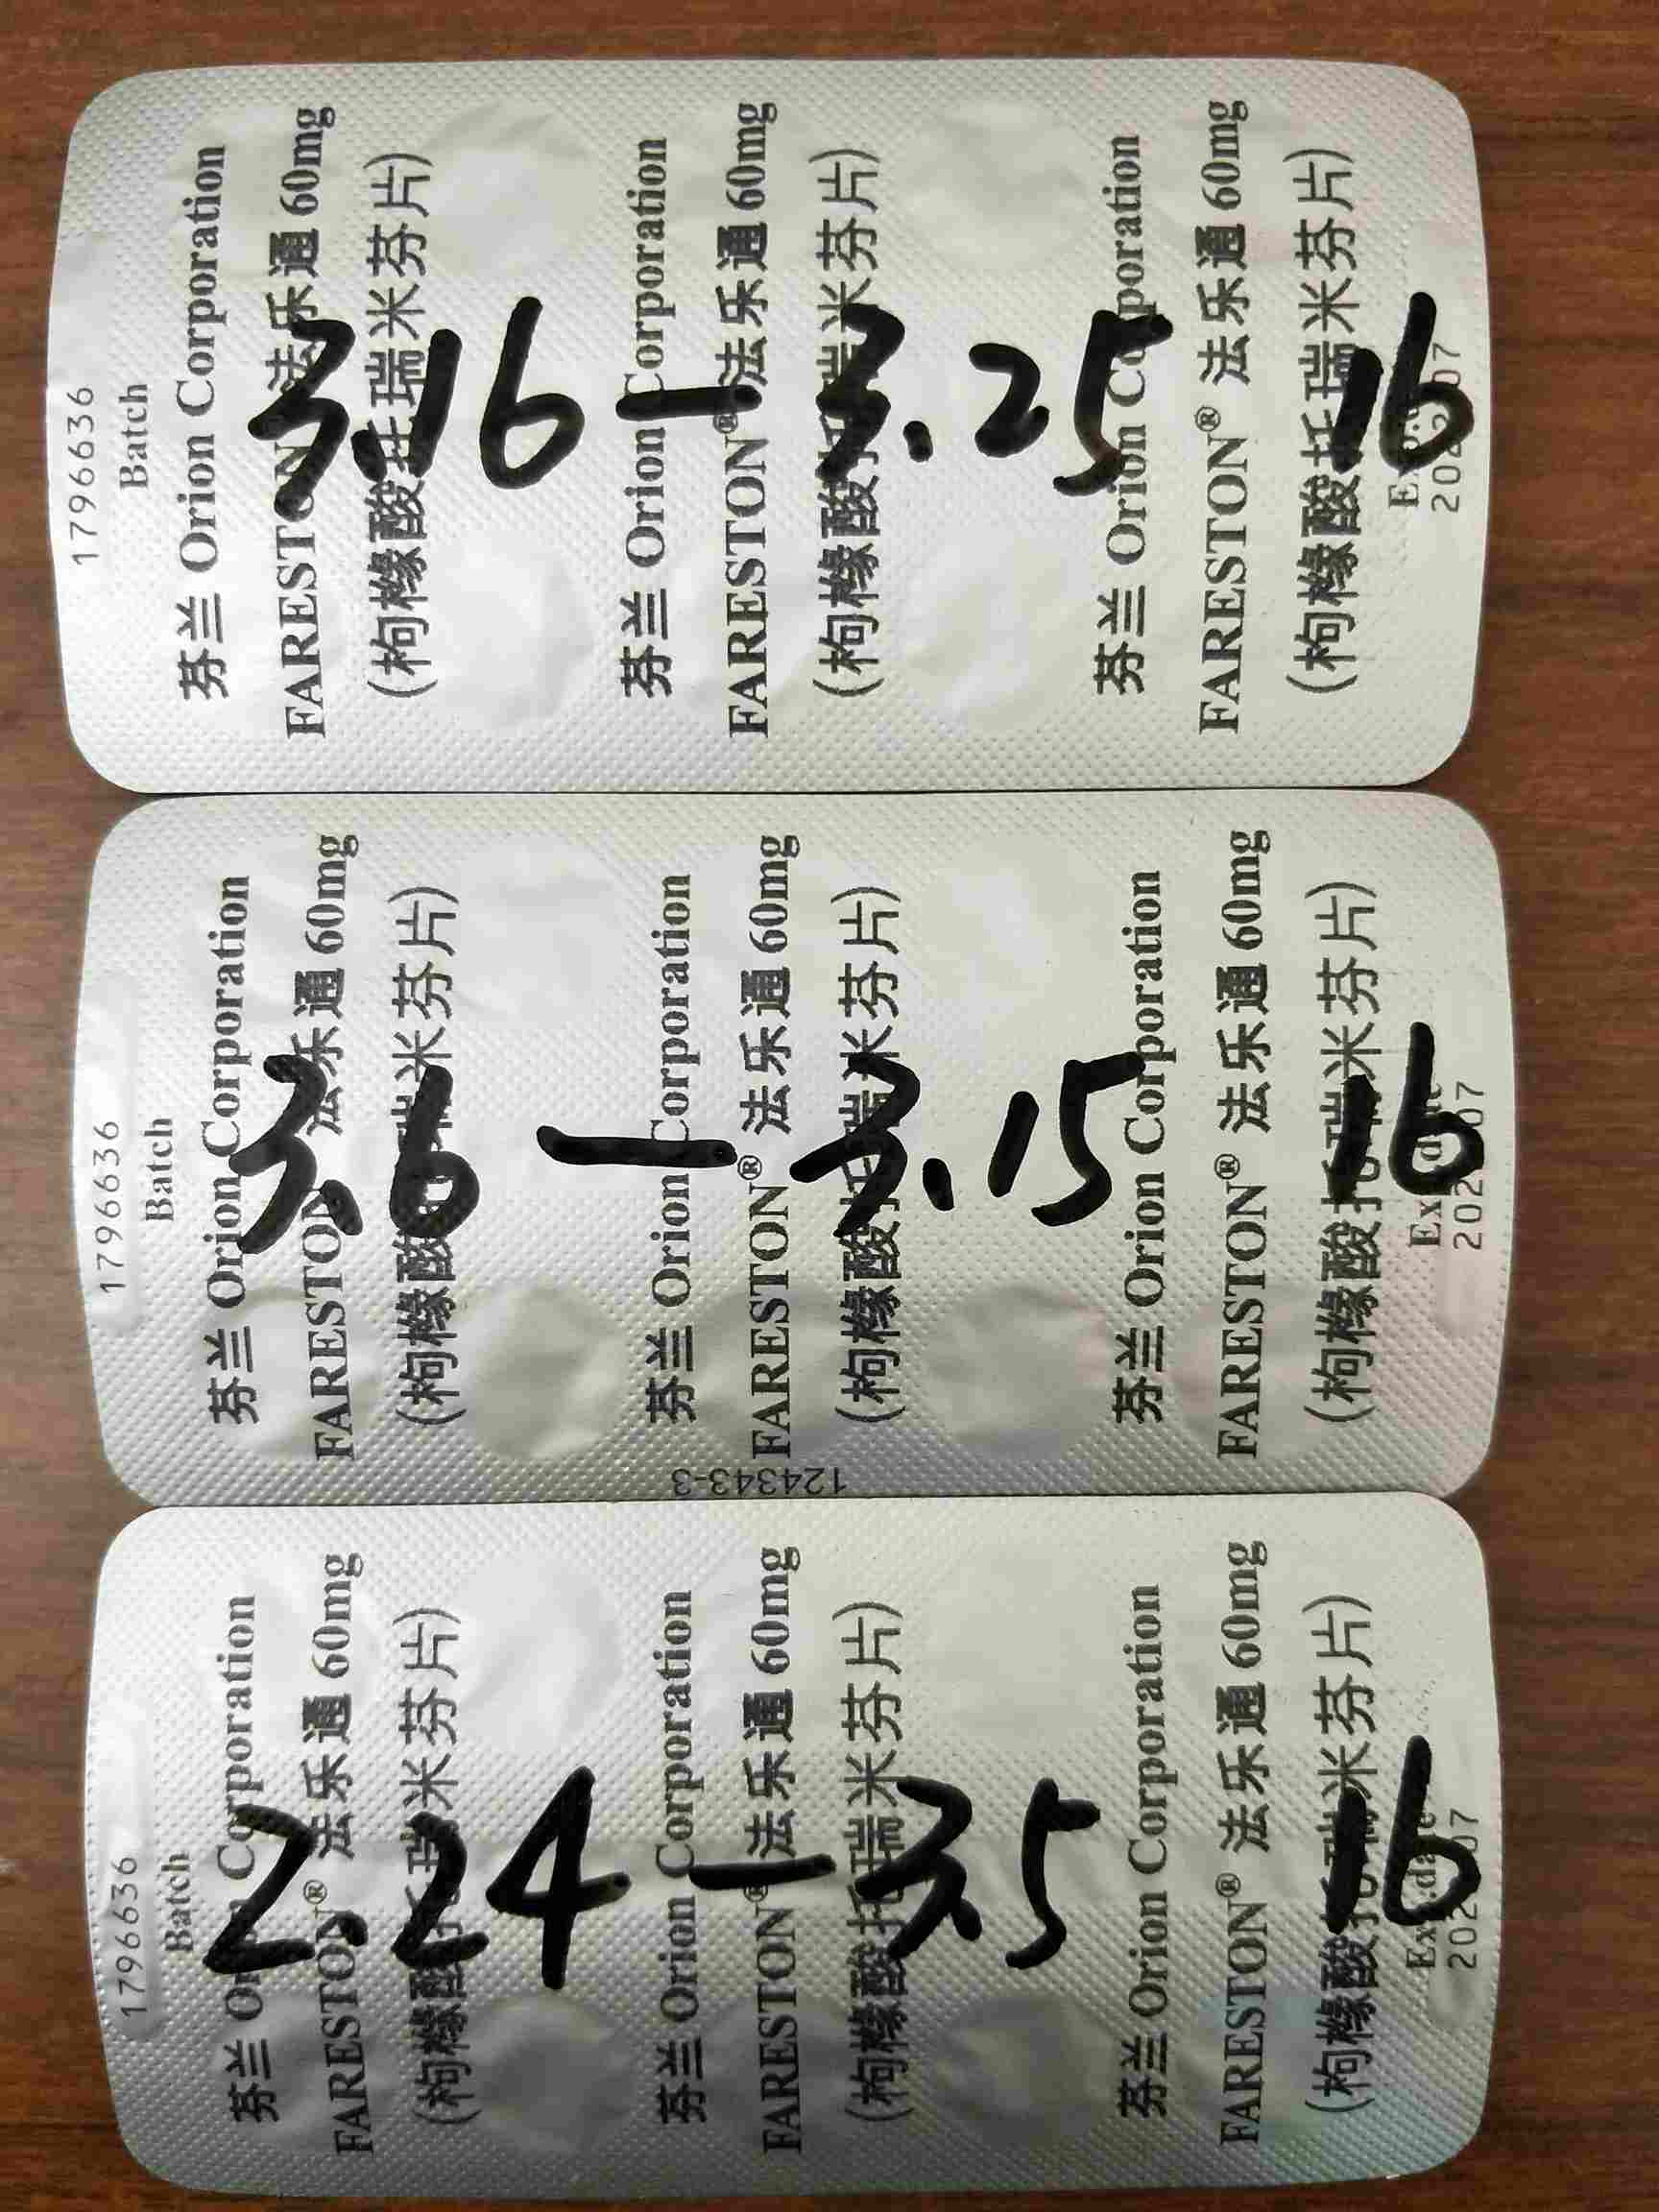 1796636
Batch
芬兰 Orion Corporation
FARESTON 法乐通 60mg
(枸橼酸托瑞米芬片)
芬兰 Orion Corporation
FARESTON® 法乐通 60mg
(枸橼酸托瑞米芬片)
芬兰 Orion Corporation
FARESTON® 法乐通 60mg
(枸橼酸托瑞米芬片)
3.16 — 3.25 16
1796636
Batch
芬兰 Orion Corporation
FARESTON 法乐通 60mg
(枸橼酸 瑞米芬片)
芬兰 Orion Corporation
FARESTON® 法乐通 60mg
(枸橼酸托瑞米芬片)
芬兰 Orion Corporation
FARESTON® 法乐通 60mg
(枸橼酸托瑞米芬片)
3.6 — 3.15 16
124343-3
1796636
Batch
芬兰 Orion Corporation
FARESTON® 法乐通 60mg
(枸橼酸托瑞米芬片)
芬兰 Orion Corporation
FARESTON® 法乐通 60mg
(枸橼酸托瑞米芬片)
芬兰 Orion Corporation
FARESTON® 法乐通 60mg
(枸橼酸托瑞米芬片)
Exp.date
2.24 — 3.5 16